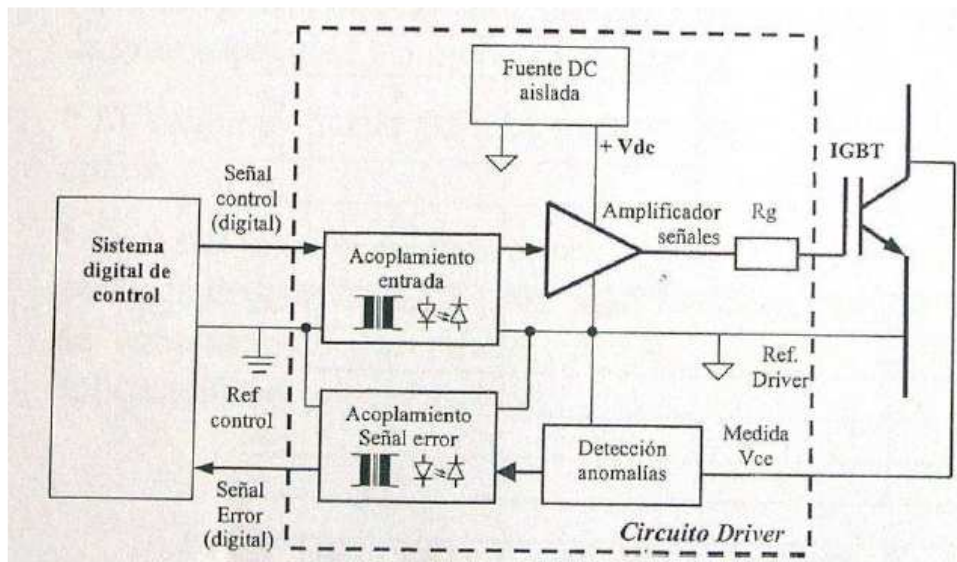 Fuente DC
aislada
+ Vdc
IGBT
Señal
control
(digital)
Sistema
digital de
control
Acoplamiento
entrada
Amplificador
señales
Rg
Ref
control
Ref.
Driver
Acoplamiento
Señal error
Detección
anomalías
Medida
Vce
Señal
Error
(digital)
Circuito Driver